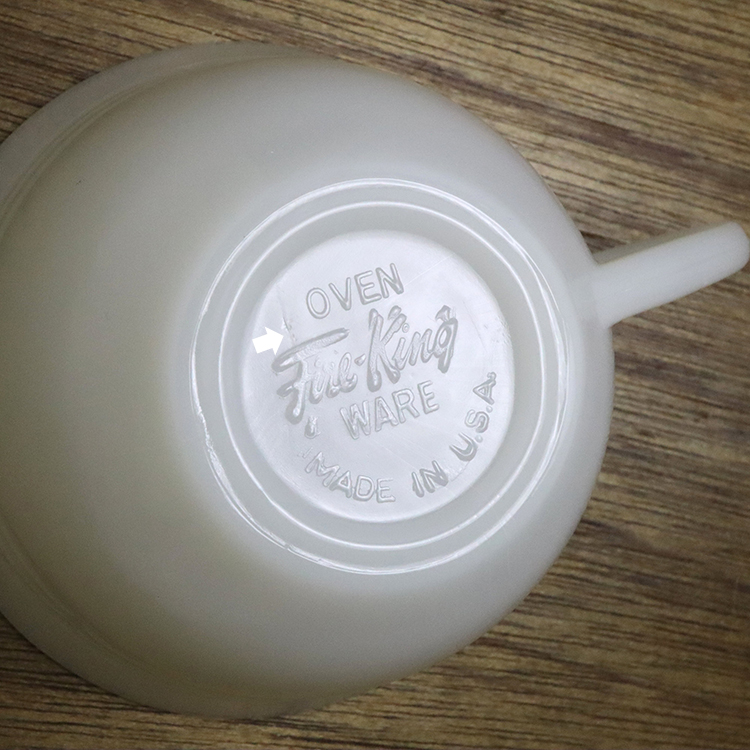 OVEN
Fire-King
WARE
MADE IN U.S.A.